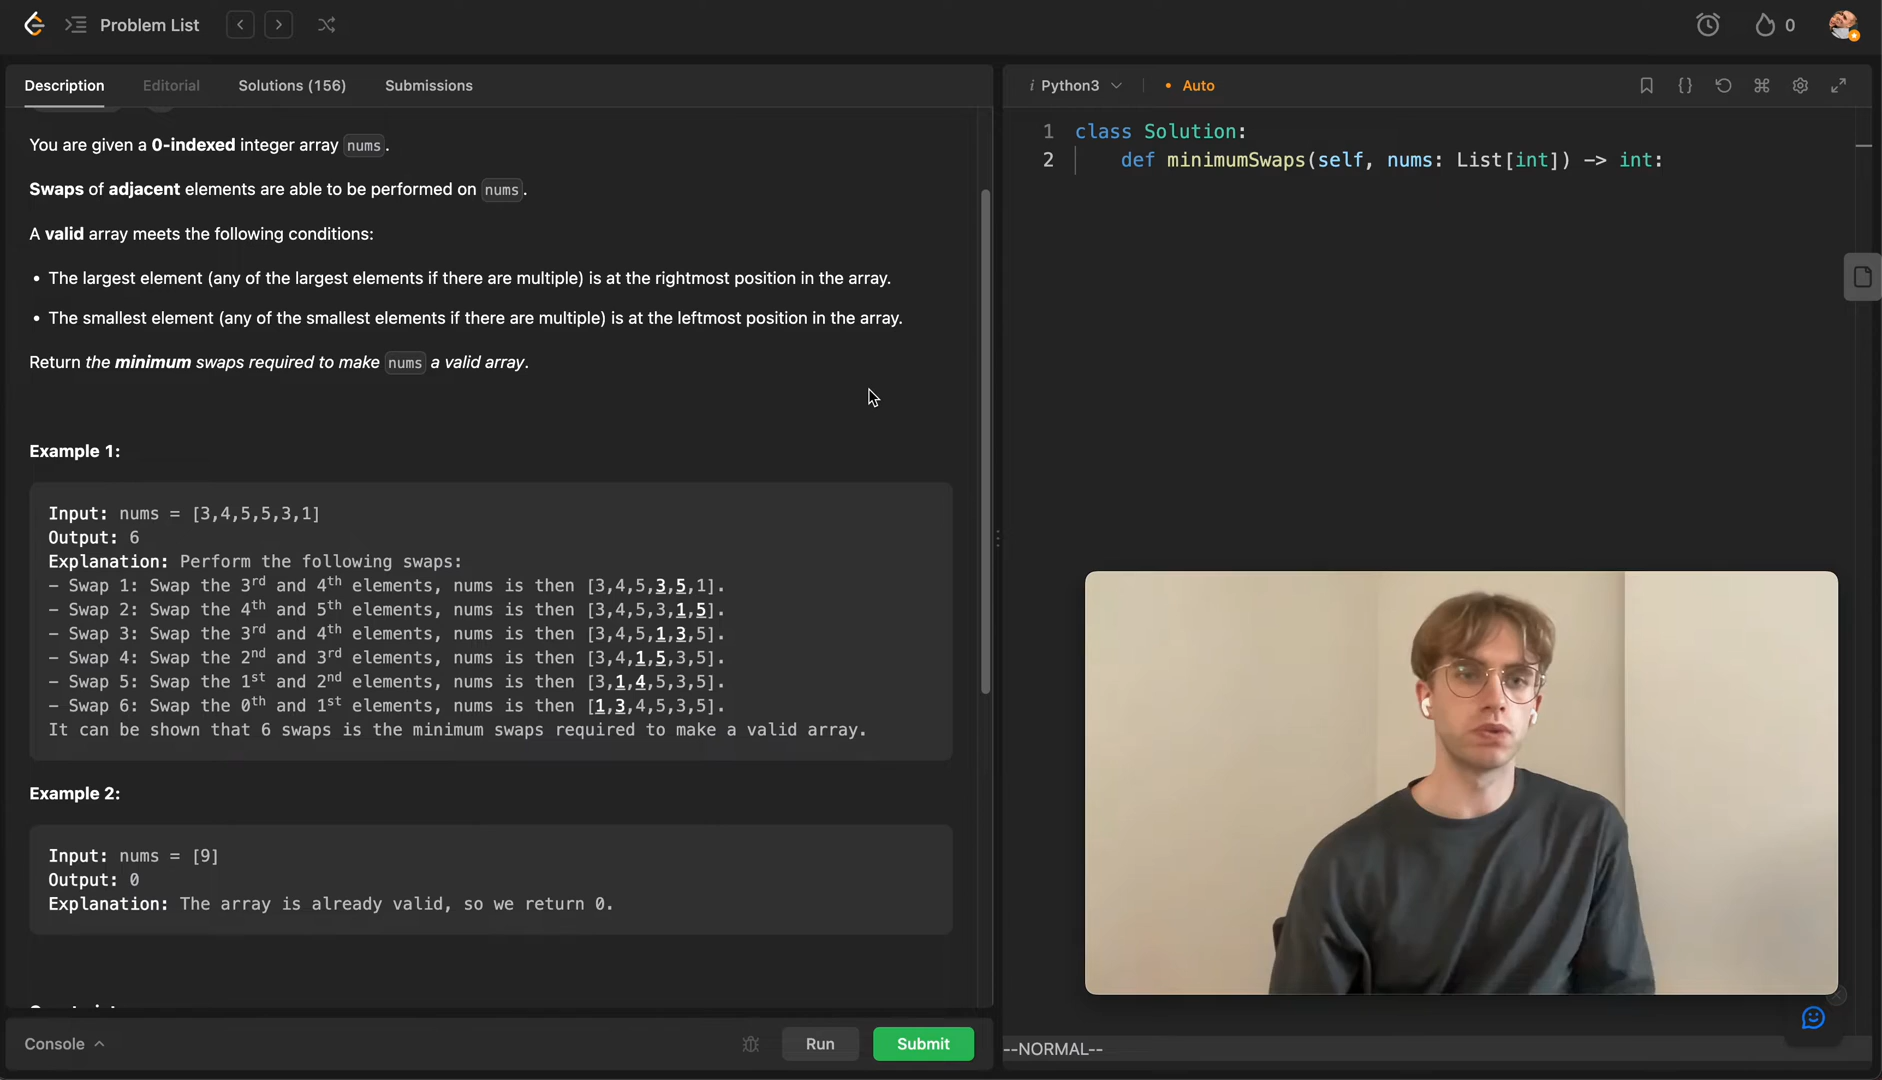 Problem List
0
Description Editorial Solutions (156) Submissions
You are given a 0-indexed integer array nums.
Swaps of adjacent elements are able to be performed on nums.
A valid array meets the following conditions:
• The largest element (any of the largest elements if there are multiple) is at the rightmost position in the array.
• The smallest element (any of the smallest elements if there are multiple) is at the leftmost position in the array.
Return the minimum swaps required to make nums a valid array.
Example 1:
Input: nums = [3,4,5,5,3,1]
Output: 6
Explanation: Perform the following swaps:
- Swap 1: Swap the 3rd and 4th elements, nums is then [3,4,5,3,5,1].
- Swap 2: Swap the 4th and 5th elements, nums is then [3,4,5,3,1,5].
- Swap 3: Swap the 3rd and 4th elements, nums is then [3,4,5,1,3,5].
- Swap 4: Swap the 2nd and 3rd elements, nums is then [3,4,1,5,3,5].
- Swap 5: Swap the 1st and 2nd elements, nums is then [3,1,4,5,3,5].
- Swap 6: Swap the 0th and 1st elements, nums is then [1,3,4,5,3,5].
It can be shown that 6 swaps is the minimum swaps required to make a valid array.
Example 2:
Input: nums = [9]
Output: 0
Explanation: The array is already valid, so we return 0.
Console Run Submit
i Python3 • Auto
1 class Solution:
2 def minimumSwaps(self, nums: List[int]) -> int:
--NORMAL--